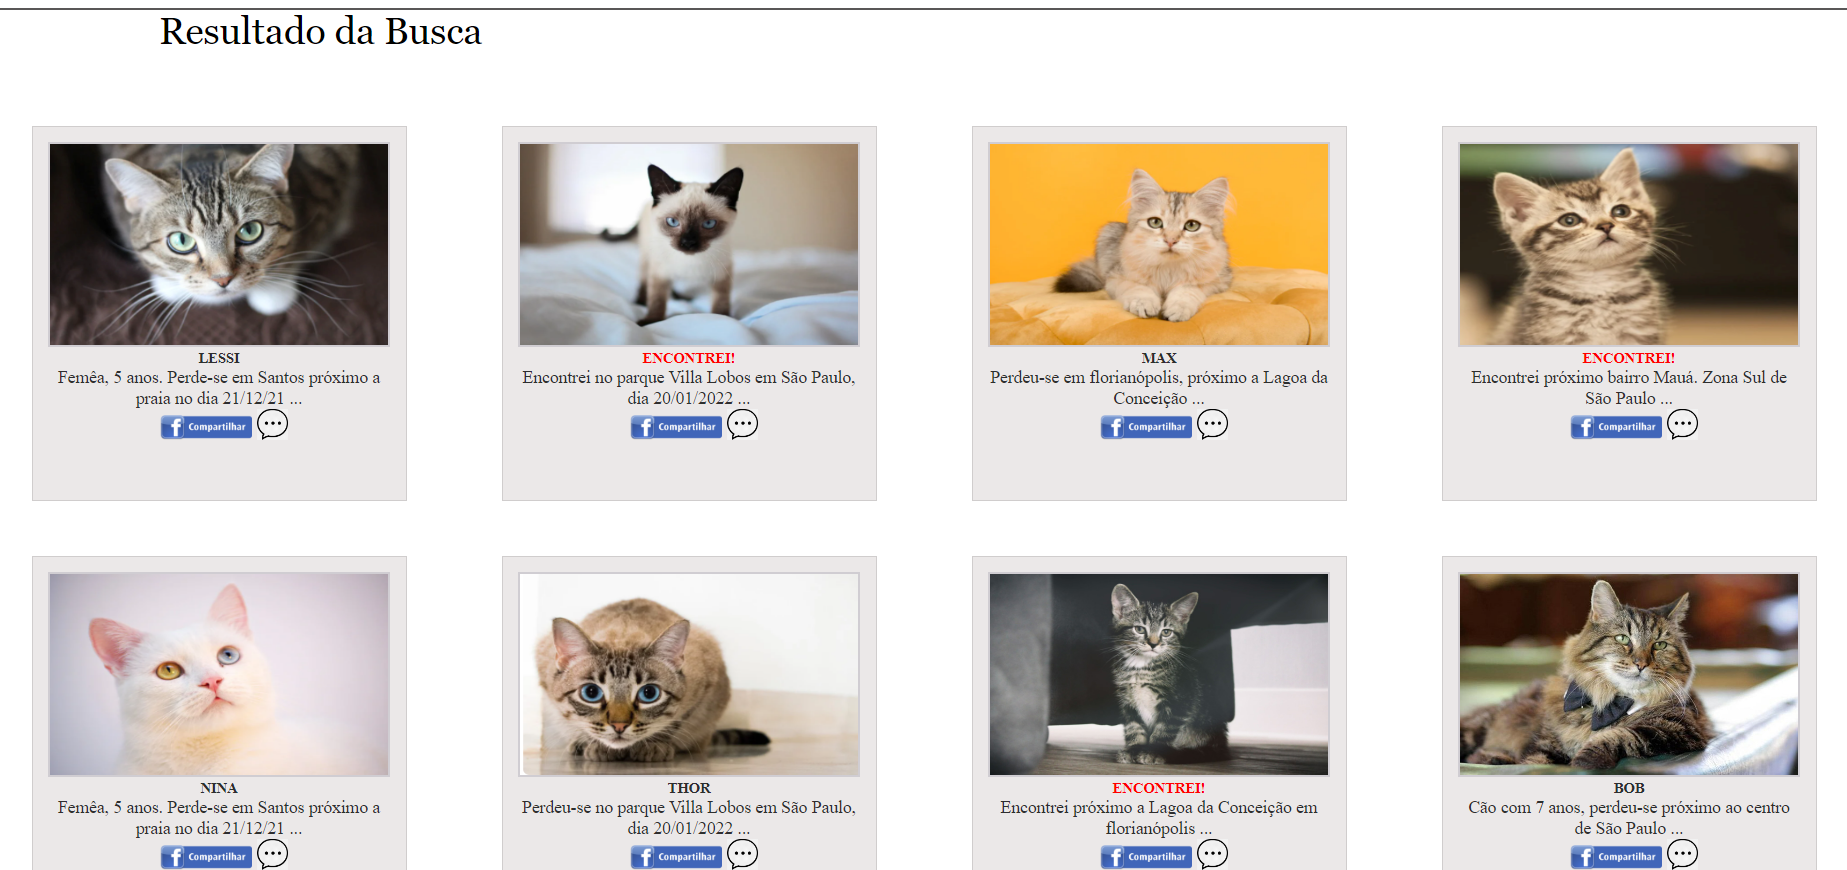 Resultado da Busca
LESSI
Femêa, 5 anos. Perde-se em Santos próximo a
praia no dia 21/12/21 ...
Compartilhar
ENCONTREI!
Encontrei no parque Villa Lobos em São Paulo,
dia 20/01/2022 ...
Compartilhar
MAX
Perdeu-se em florianópolis, próximo a Lagoa da
Conceição ...
Compartilhar
ENCONTREI!
Encontrei próximo bairro Mauá. Zona Sul de
São Paulo ...
Compartilhar
NINA
Femêa, 5 anos. Perde-se em Santos próximo a
praia no dia 21/12/21 ...
Compartilhar
THOR
Perdeu-se no parque Villa Lobos em São Paulo,
dia 20/01/2022 ...
Compartilhar
ENCONTREI!
Encontrei próximo a Lagoa da Conceição em
florianópolis ...
Compartilhar
BOB
Cão com 7 anos, perdeu-se próximo ao centro
de São Paulo ...
Compartilhar